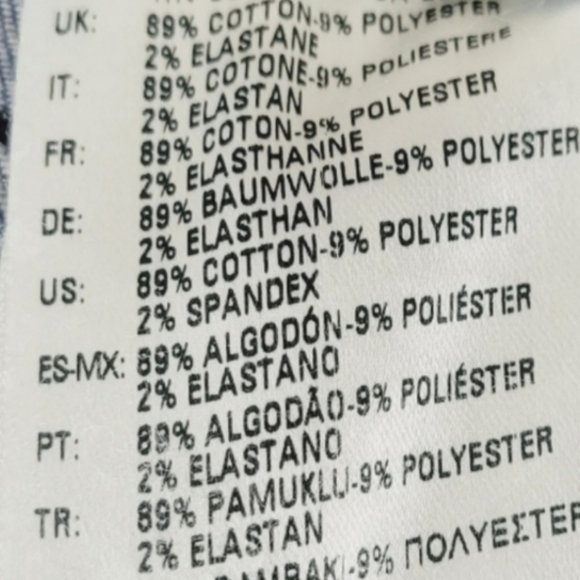 UK: 89% COTTON-9% POLYESTER
2% ELASTANE
IT: 89% COTONE-9% POLIESTERE
2% ELASTAN
FR: 89% COTON-9% POLYESTER
2% ELASTHANNE
DE: 89% BAUMWOLLE-9% POLYESTER
2% ELASTHAN
US: 89% COTTON-9% POLYESTER
2% SPANDEX
ES-MX: 89% ALGODÓN-9% POLIÉSTER
2% ELASTANO
PT: 89% ALGODÃO-9% POLIÉSTER
2% ELASTANO
TR: 89% PAMUKLU-9% POLYESTER
2% ELASTAN
-9% ΠΟΛΥΕΣΤΕΡ